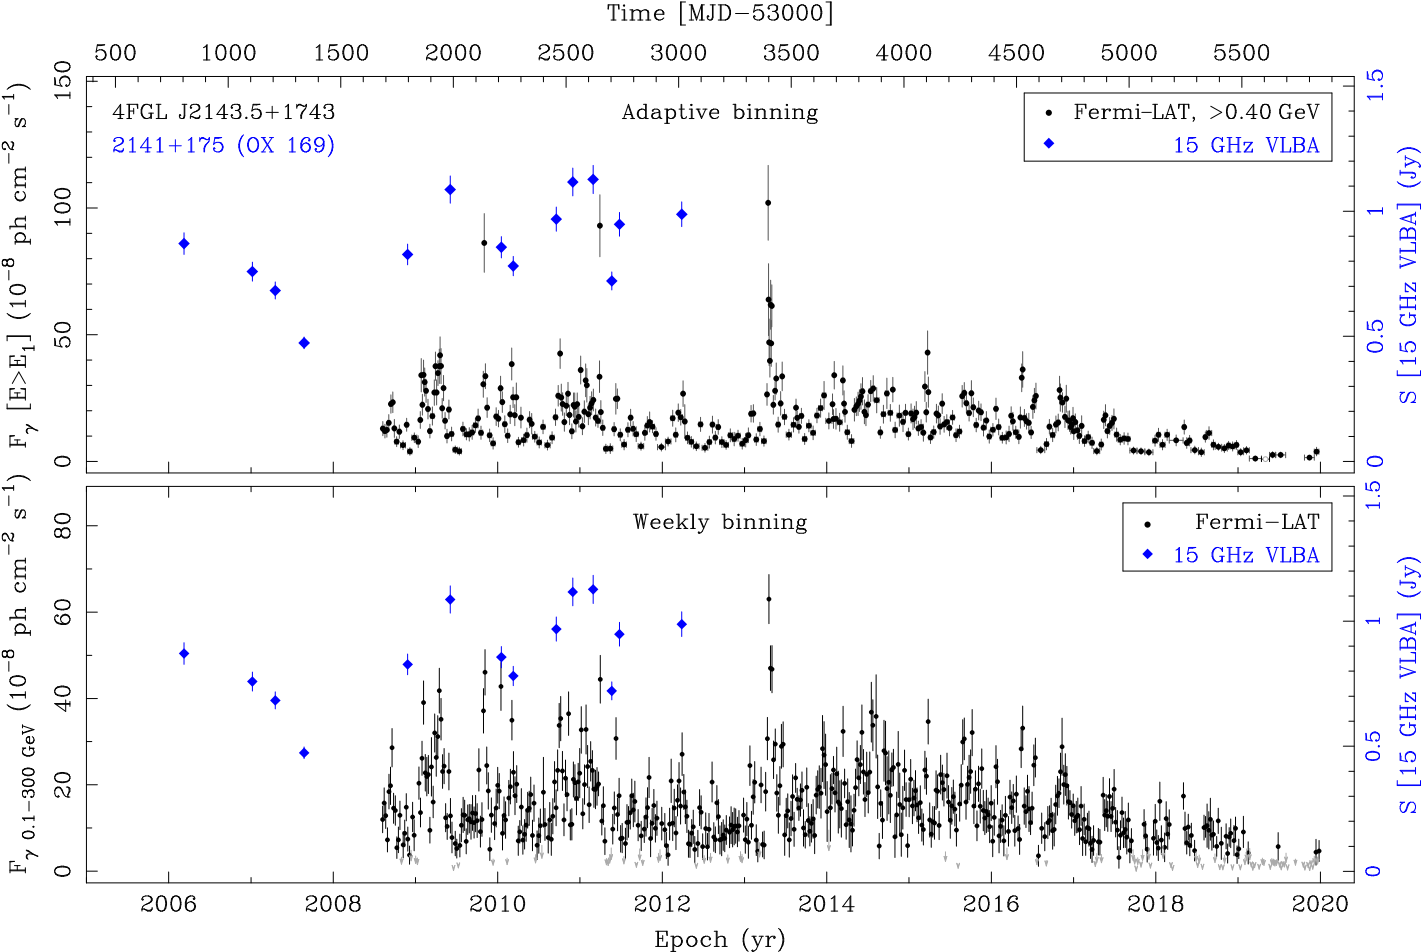 Time [MJD−53000]
500 1000 1500 2000 2500 3000 3500 4000 4500 5000 5500
4FGL J2143.5+1743
2141+175 (OX 169)
Adaptive binning
Fermi−LAT, >0.40 GeV
15 GHz VLBA
150
100
50
0
F_γ [E>E_1] (10^−8 ph cm^−2 s^−1)
1.5
1
0.5
0
S [15 GHz VLBA] (Jy)
Weekly binning
Fermi−LAT
15 GHz VLBA
80
60
40
20
0
F_γ 0.1−300 GeV (10^−8 ph cm^−2 s^−1)
1.5
1
0.5
0
S [15 GHz VLBA] (Jy)
2006 2008 2010 2012 2014 2016 2018 2020
Epoch (yr)